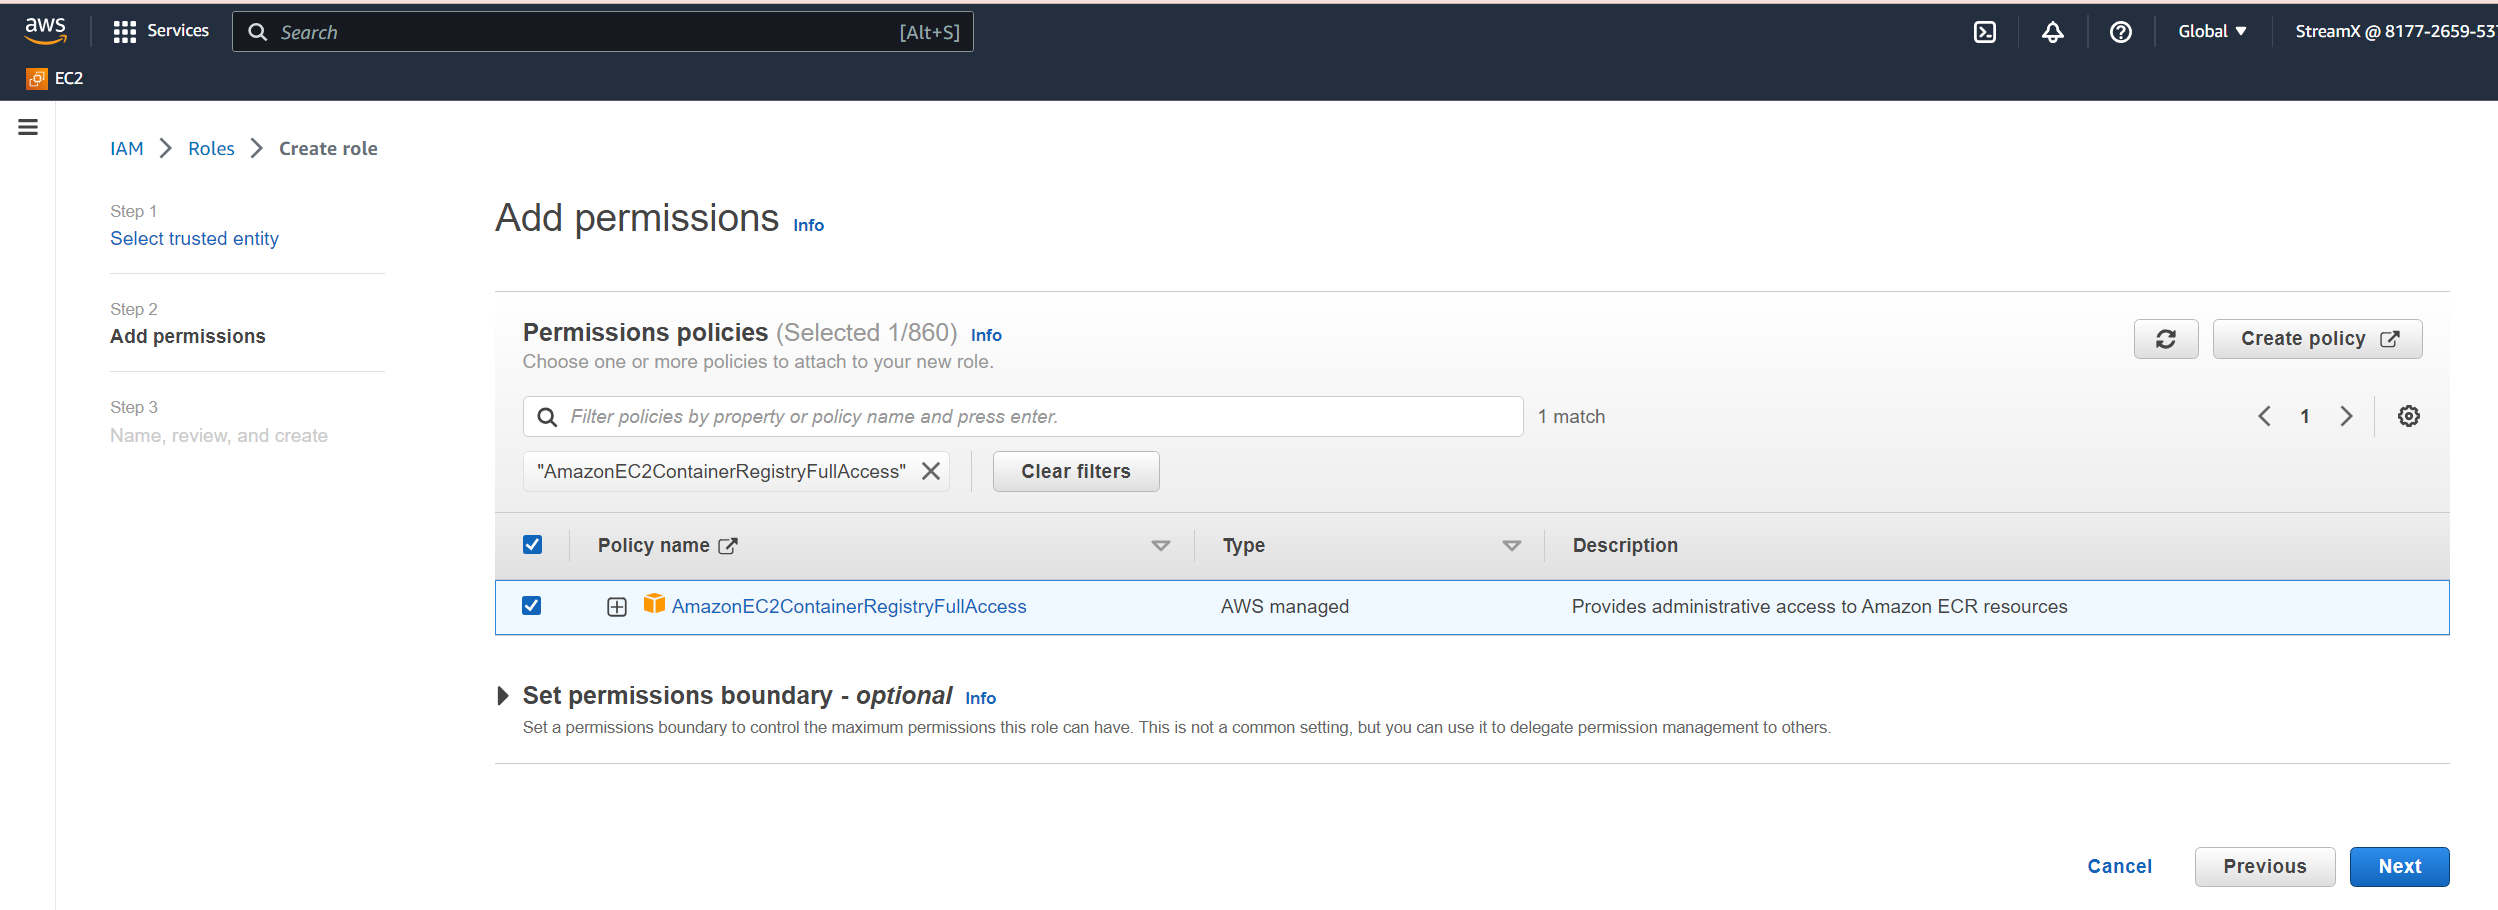 aws
Services
Search
[Alt+S]
Global
StreamX @ 8177-2659-53
EC2
IAM
Roles
Create role
Step 1
Select trusted entity
Step 2
Add permissions
Step 3
Name, review, and create
Add permissions Info
Permissions policies (Selected 1/860) Info
Choose one or more policies to attach to your new role.
Create policy
Filter policies by property or policy name and press enter.
1 match
1
"AmazonEC2ContainerRegistryFullAccess"
Clear filters
Policy name
Type
Description
AmazonEC2ContainerRegistryFullAccess
AWS managed
Provides administrative access to Amazon ECR resources
Set permissions boundary - optional Info
Set a permissions boundary to control the maximum permissions this role can have. This is not a common setting, but you can use it to delegate permission management to others.
Cancel
Previous
Next